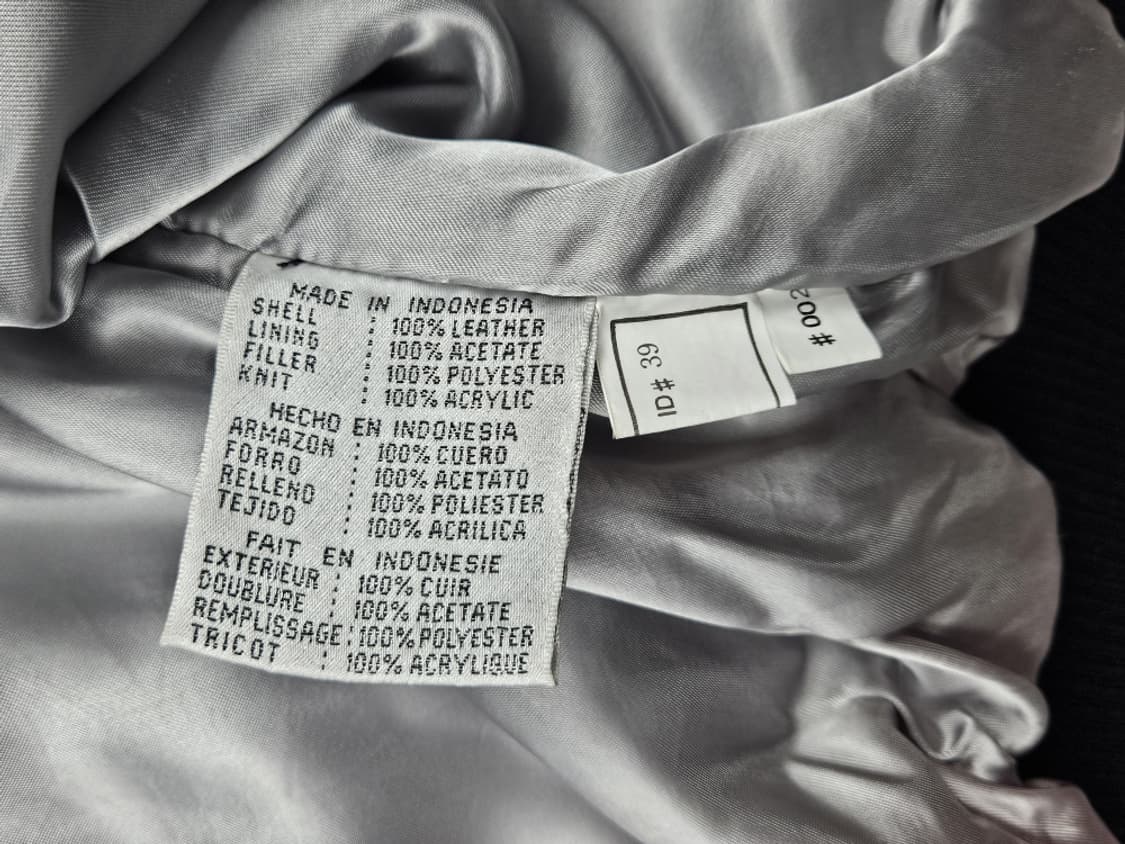 MADE IN INDONESIA
SHELL : 100% LEATHER
LINING : 100% ACETATE
FILLER : 100% POLYESTER
KNIT : 100% ACRYLIC
HECHO EN INDONESIA
ARMAZON : 100% CUERO
FORRO : 100% ACETATO
RELLENO : 100% POLIESTER
TEJIDO : 100% ACRILICA
FAIT EN INDONESIE
EXTERIEUR : 100% CUIR
DOUBLURE : 100% ACETATE
REMPLISSAGE : 100% POLYESTER
TRICOT : 100% ACRYLIQUE
ID# 39
# 002